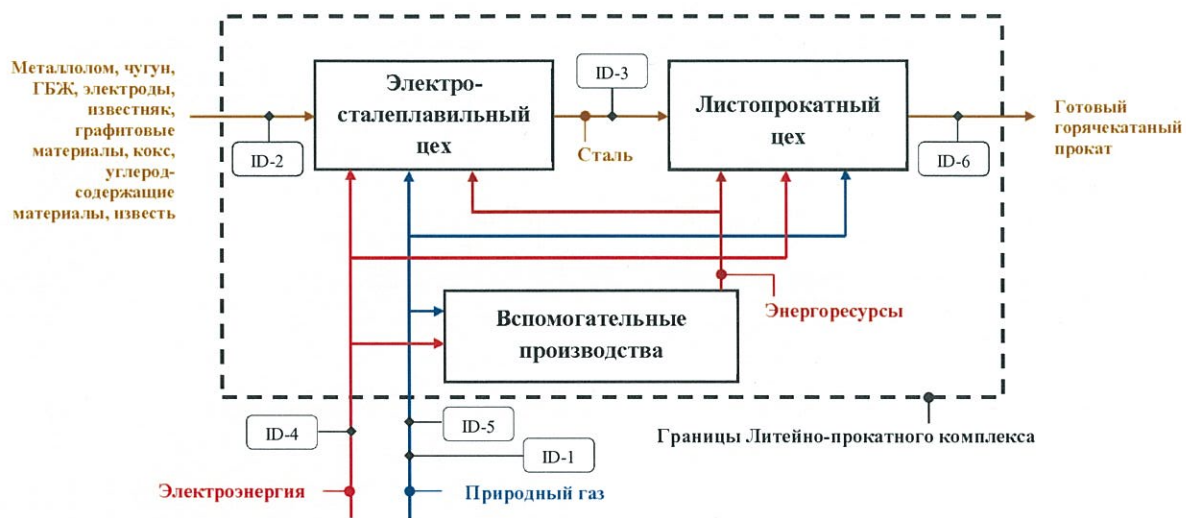 Металлолом, чугун,
ГБЖ, электроды,
известняк,
графитовые
материалы, кокс,
углерод-
содержащие
материалы, известь
ID-2
Электро-
сталеплавильный
цех
ID-3
Сталь
Листопрокатный
цех
ID-6
Готовый
горячекатаный
прокат
Энергоресурсы
Вспомогательные
производства
ID-4
ID-5
ID-1
Границы Литейно-прокатного комплекса
Электроэнергия
Природный газ